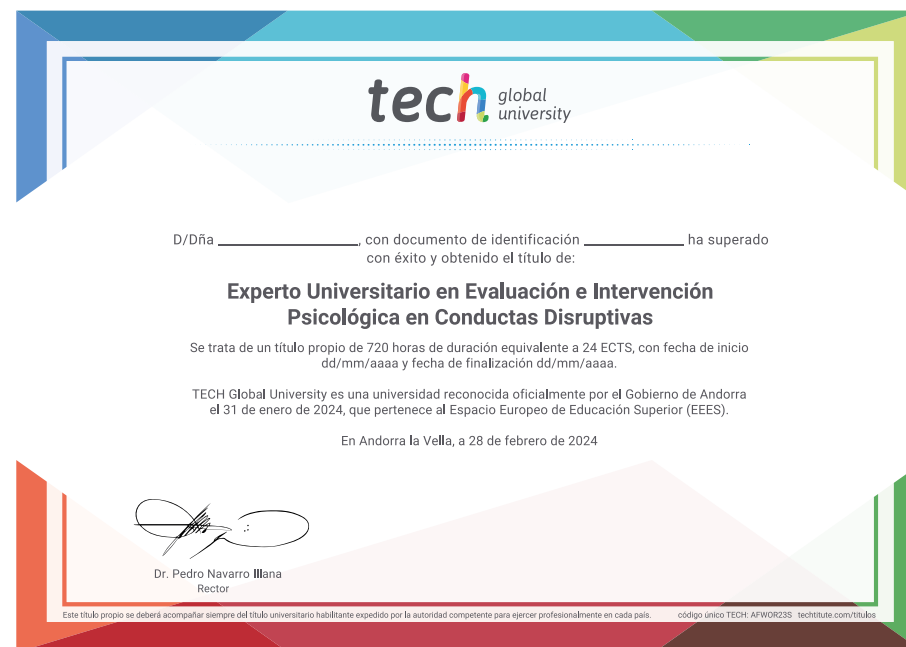 tech global university
D/Dña ____________________, con documento de identificación ______________ ha superado
con éxito y obtenido el título de:
Experto Universitario en Evaluación e Intervención
Psicológica en Conductas Disruptivas
Se trata de un título propio de 720 horas de duración equivalente a 24 ECTS, con fecha de inicio
dd/mm/aaaa y fecha de finalización dd/mm/aaaa.
TECH Global University es una universidad reconocida oficialmente por el Gobierno de Andorra
el 31 de enero de 2024, que pertenece al Espacio Europeo de Educación Superior (EEES).
En Andorra la Vella, a 28 de febrero de 2024
Dr. Pedro Navarro Illana
Rector
Este título propio se deberá acompañar siempre del título universitario habilitante expedido por la autoridad competente para ejercer profesionalmente en cada país. código único TECH: AFWOR23S techtitute.com/titulos